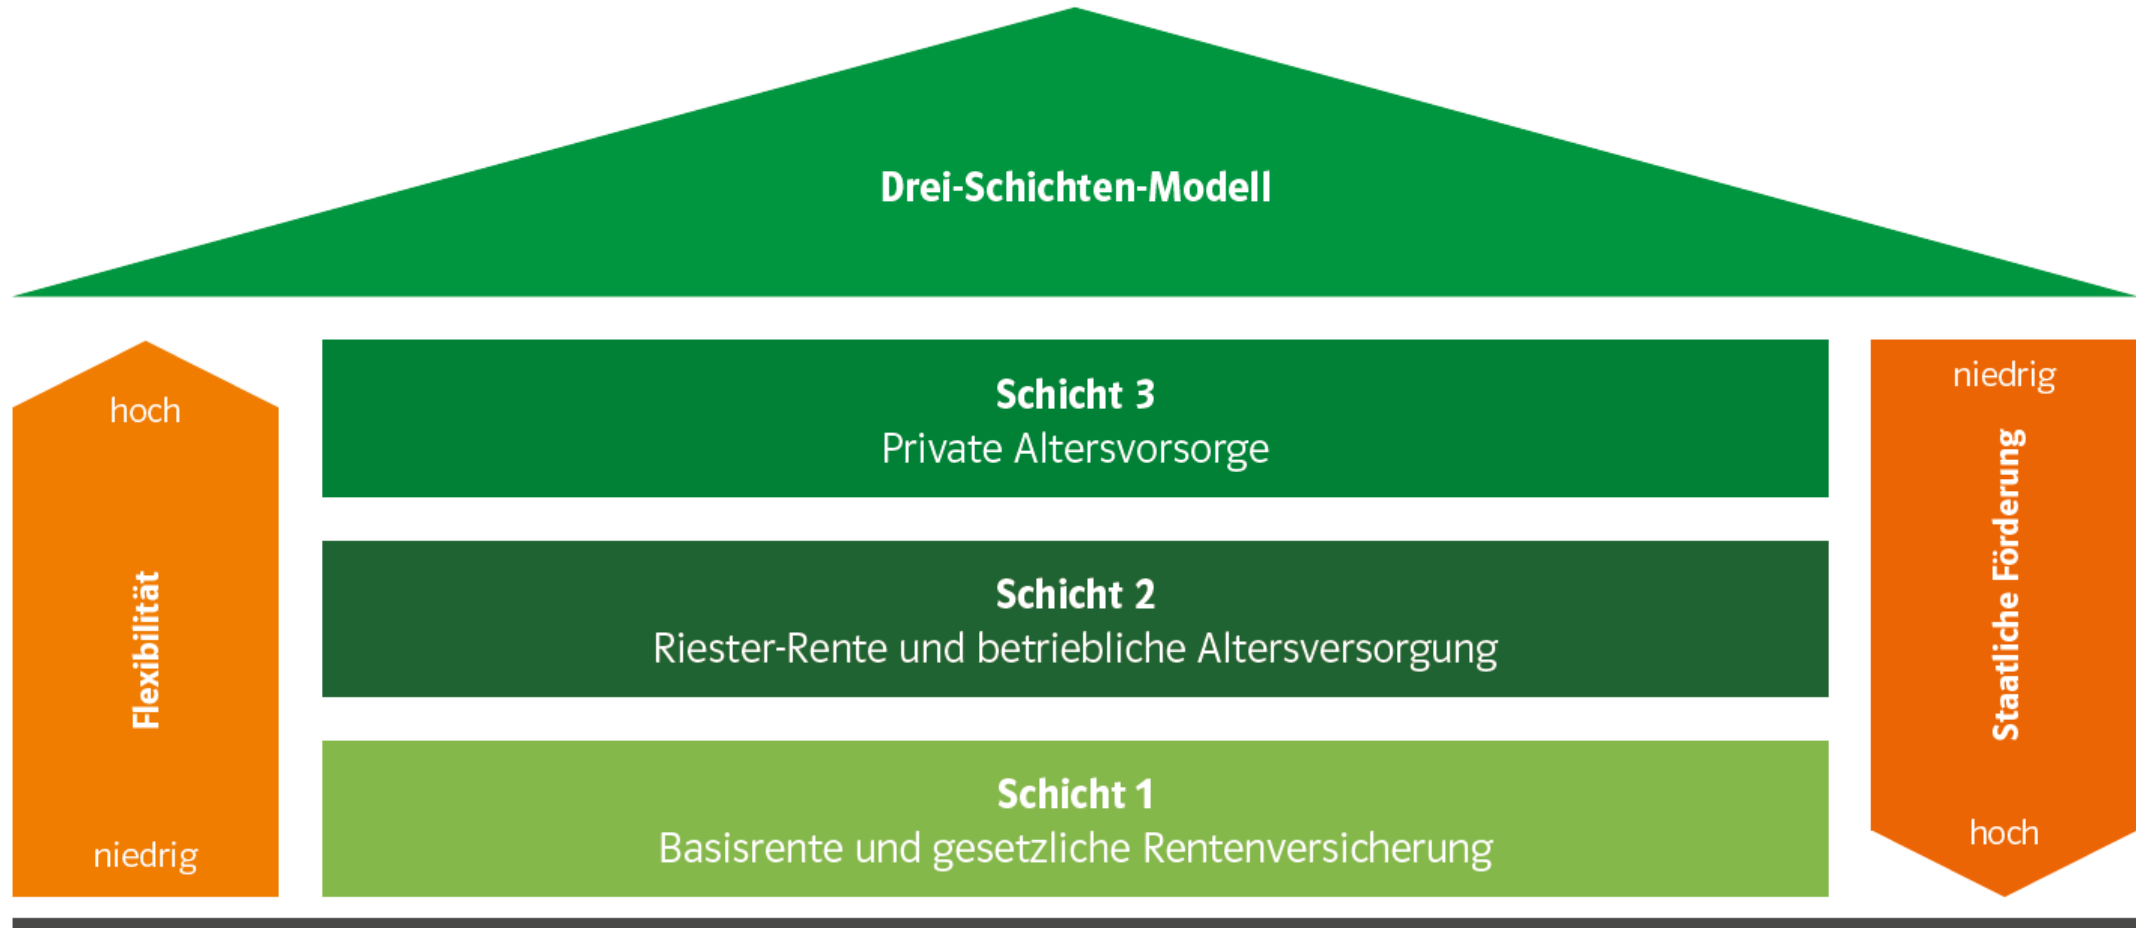 Drei-Schichten-Modell
hoch
Flexibilität
niedrig
Schicht 3
Private Altersvorsorge
Schicht 2
Riester-Rente und betriebliche Altersversorgung
Schicht 1
Basisrente und gesetzliche Rentenversicherung
niedrig
Staatliche Förderung
hoch